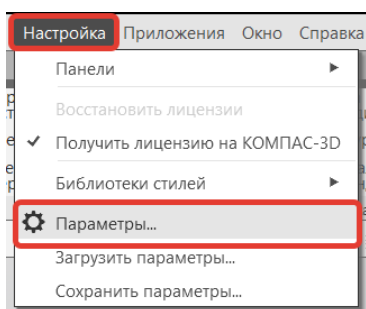 Настройка Приложения Окно Справка
Панели
Восстановить лицензии
Получить лицензию на КОМПАС-3D
Библиотеки стилей
Параметры...
Загрузить параметры...
Сохранить параметры...